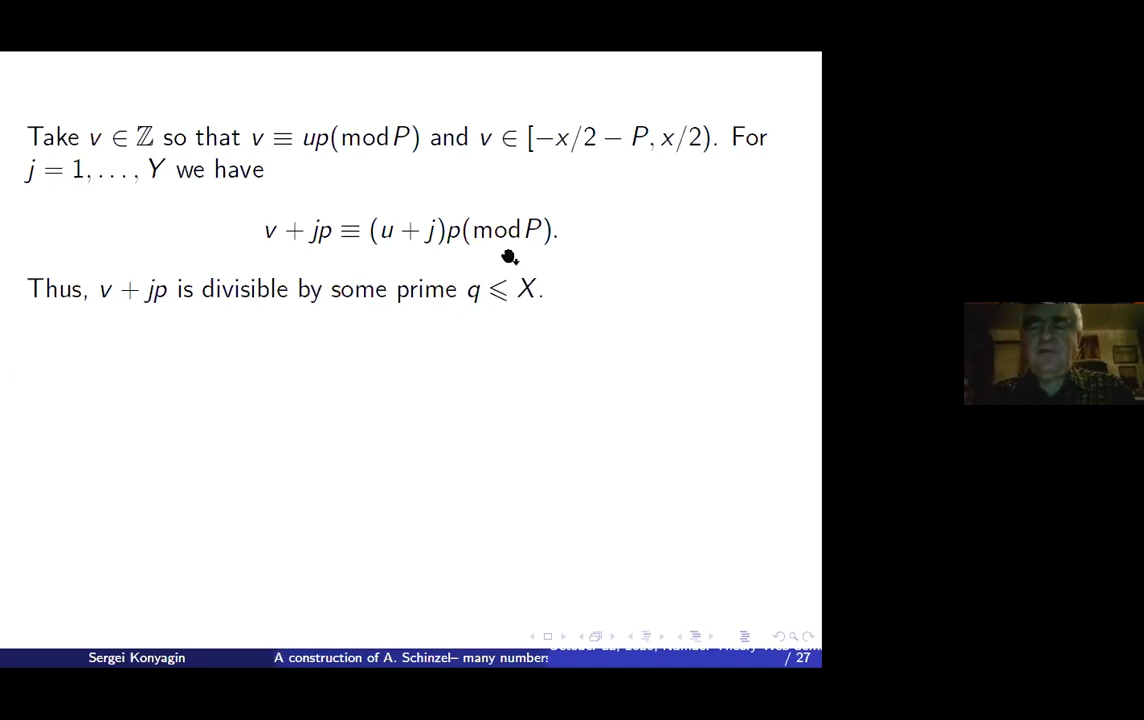 Take v ∈ ℤ so that v ≡ up(mod P) and v ∈ [−x/2 − P, x/2). For
j = 1, . . . , Y we have
v + jp ≡ (u + j)p(mod P).
Thus, v + jp is divisible by some prime q ⩽ X.
Sergei Konyagin
A construction of A. Schinzel– many numbers
/ 27